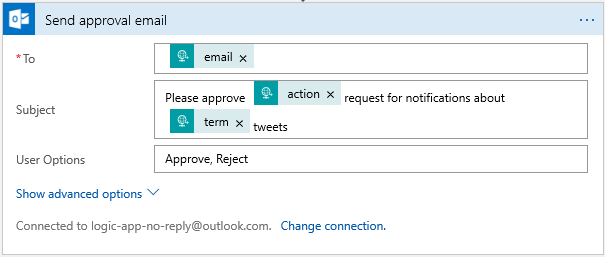 Send approval email
...
* To
email ×
Subject
Please approve action × request for notifications about
term × tweets
User Options
Approve, Reject
Show advanced options
Connected to logic-app-no-reply@outlook.com. Change connection.